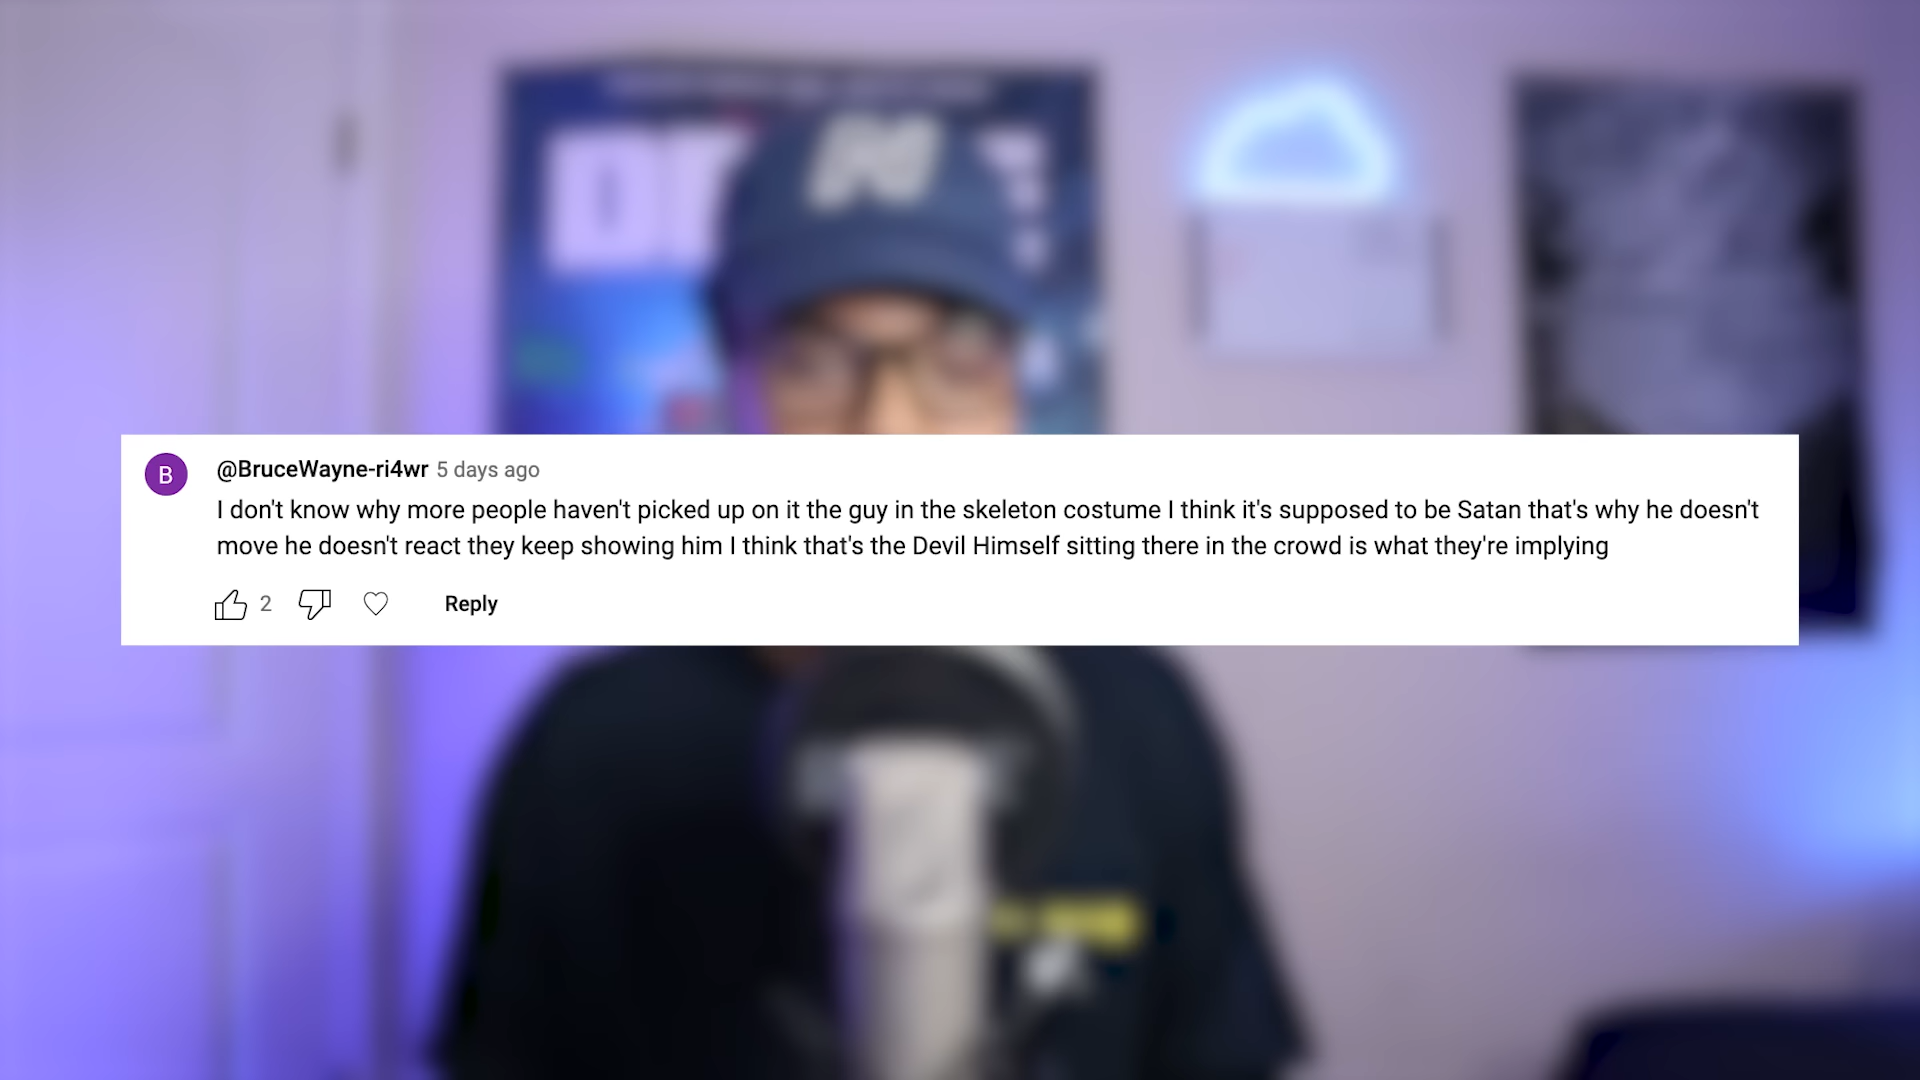 B
@BruceWayne-ri4wr 5 days ago
I don't know why more people haven't picked up on it the guy in the skeleton costume I think it's supposed to be Satan that's why he doesn't
move he doesn't react they keep showing him I think that's the Devil Himself sitting there in the crowd is what they're implying
2 Reply